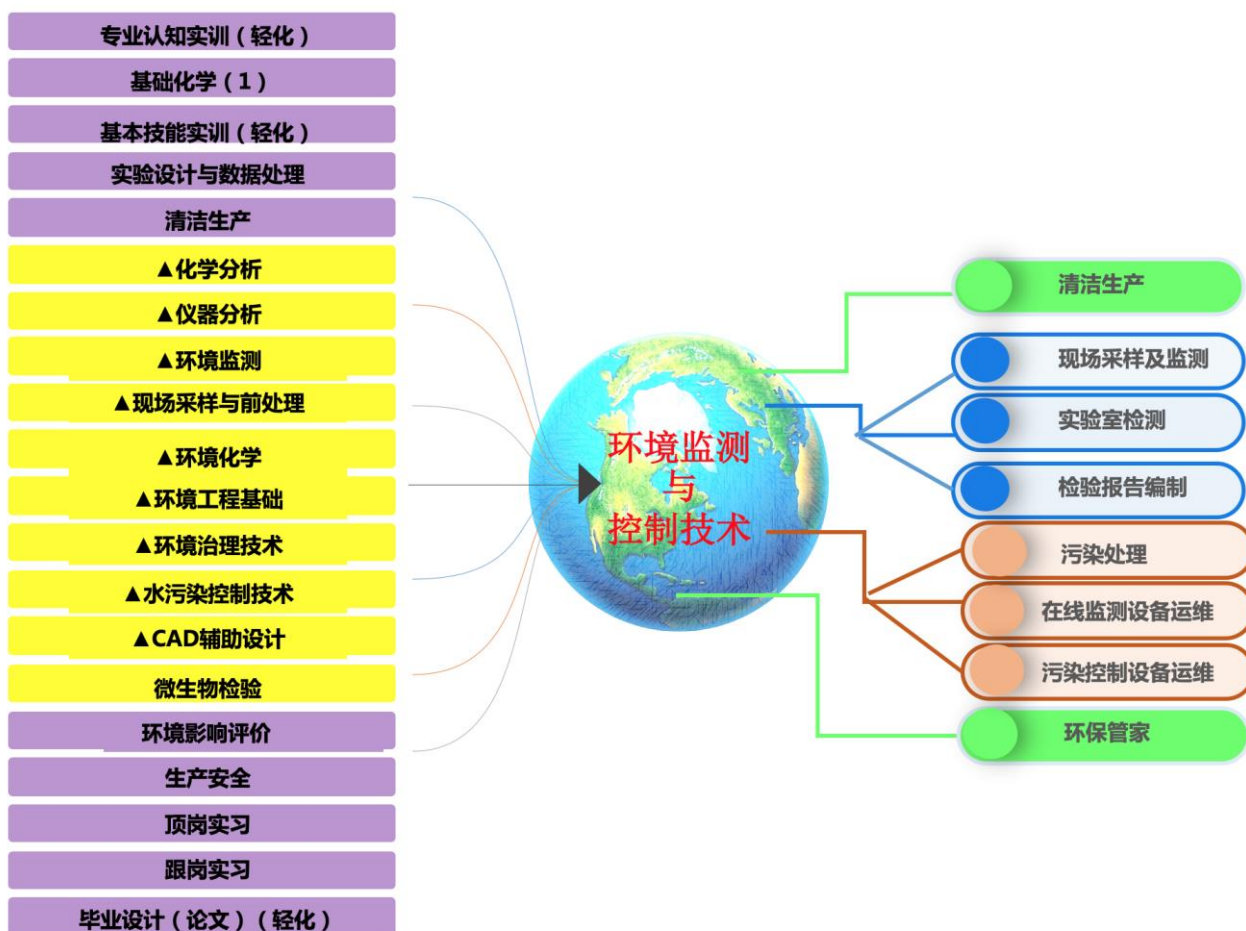 专业认知实训（轻化）
基础化学（1）
基本技能实训（轻化）
实验设计与数据处理
清洁生产
▲化学分析
▲仪器分析
▲环境监测
▲现场采样与前处理
▲环境化学
▲环境工程基础
▲环境治理技术
▲水污染控制技术
▲CAD辅助设计
微生物检验
环境影响评价
生产安全
顶岗实习
跟岗实习
毕业设计（论文）（轻化）
环境监测
与
控制技术
清洁生产
现场采样及监测
实验室检测
检验报告编制
污染处理
在线监测设备运维
污染控制设备运维
环保管家